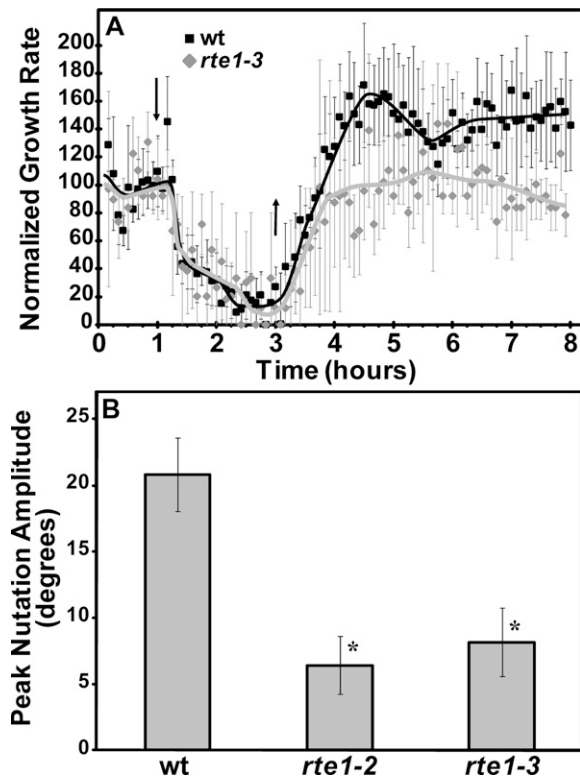 A
wt
rte1-3
Normalized Growth Rate
200
180
160
140
120
100
80
60
40
20
0
0 1 2 3 4 5 6 7 8
Time (hours)
B
Peak Nutation Amplitude
(degrees)
25
20
15
10
5
0
*
*
wt rte1-2 rte1-3